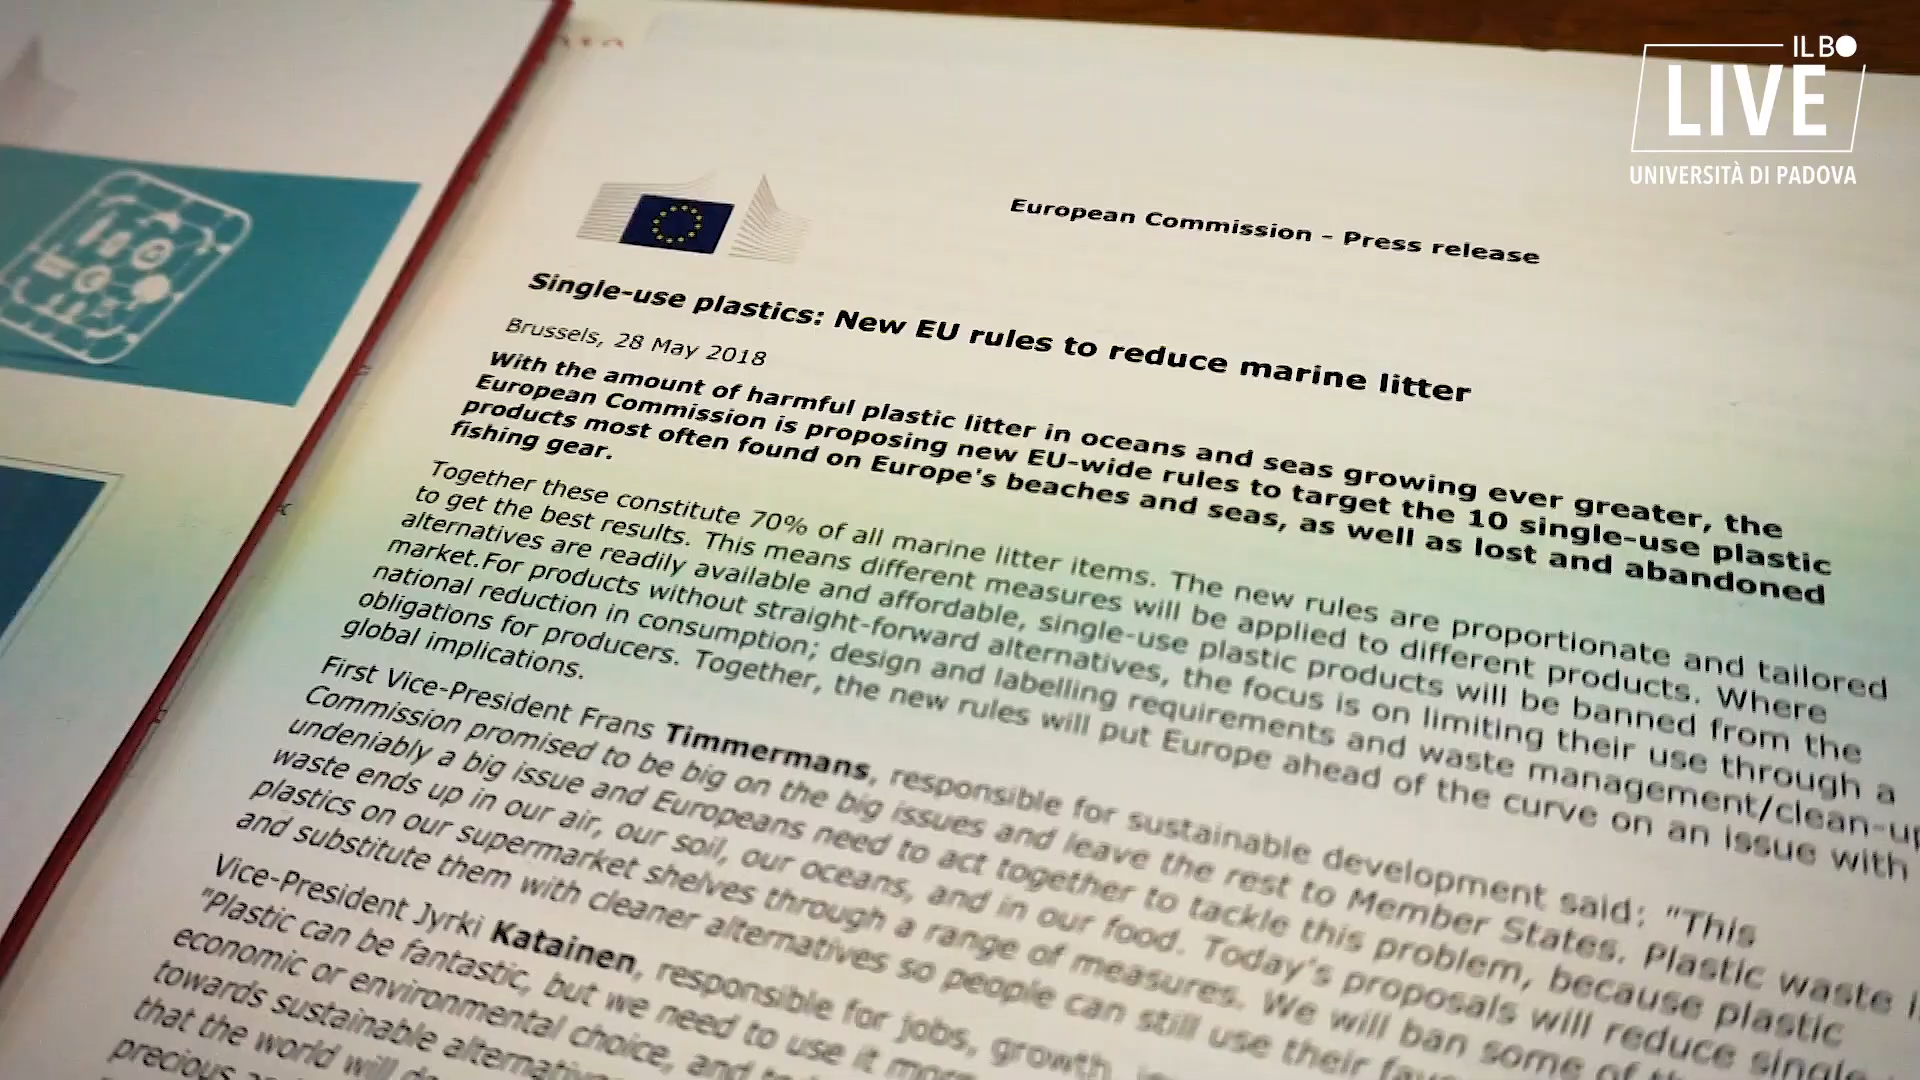 IL BO
LIVE
UNIVERSITÀ DI PADOVA
European Commission - Press release
Single-use plastics: New EU rules to reduce marine litter
Brussels, 28 May 2018
With the amount of harmful plastic litter in oceans and seas growing ever greater, the
European Commission is proposing new EU-wide rules to target the 10 single-use plastic
products most often found on Europe's beaches and seas, as well as lost and abandoned
fishing gear.
Together these constitute 70% of all marine litter items. The new rules are proportionate and tailored
to get the best results. This means different measures will be applied to different products. Where
alternatives are readily available and affordable, single-use plastic products will be banned from the
market.For products without straight-forward alternatives, the focus is on limiting their use through a
national reduction in consumption; design and labelling requirements and waste management/clean-up
obligations for producers. Together, the new rules will put Europe ahead of the curve on an issue with
global implications.
First Vice-President Frans Timmermans, responsible for sustainable development said: "This
Commission promised to be big on the big issues and leave the rest to Member States. Plastic waste
undeniably a big issue and Europeans need to act together to tackle this problem, because plastic
waste ends up in our air, our soil, our oceans, and in our food. Today's proposals will reduce single
plastics on our supermarket shelves through a range of measures. We will ban some of
and substitute them with cleaner alternatives so people can still use their
Vice-President Jyrki Katainen, responsible for jobs, growth
"Plastic can be fantastic, but we need to use it more
economic or environmental choice, and
towards sustainable
that the world will
precious